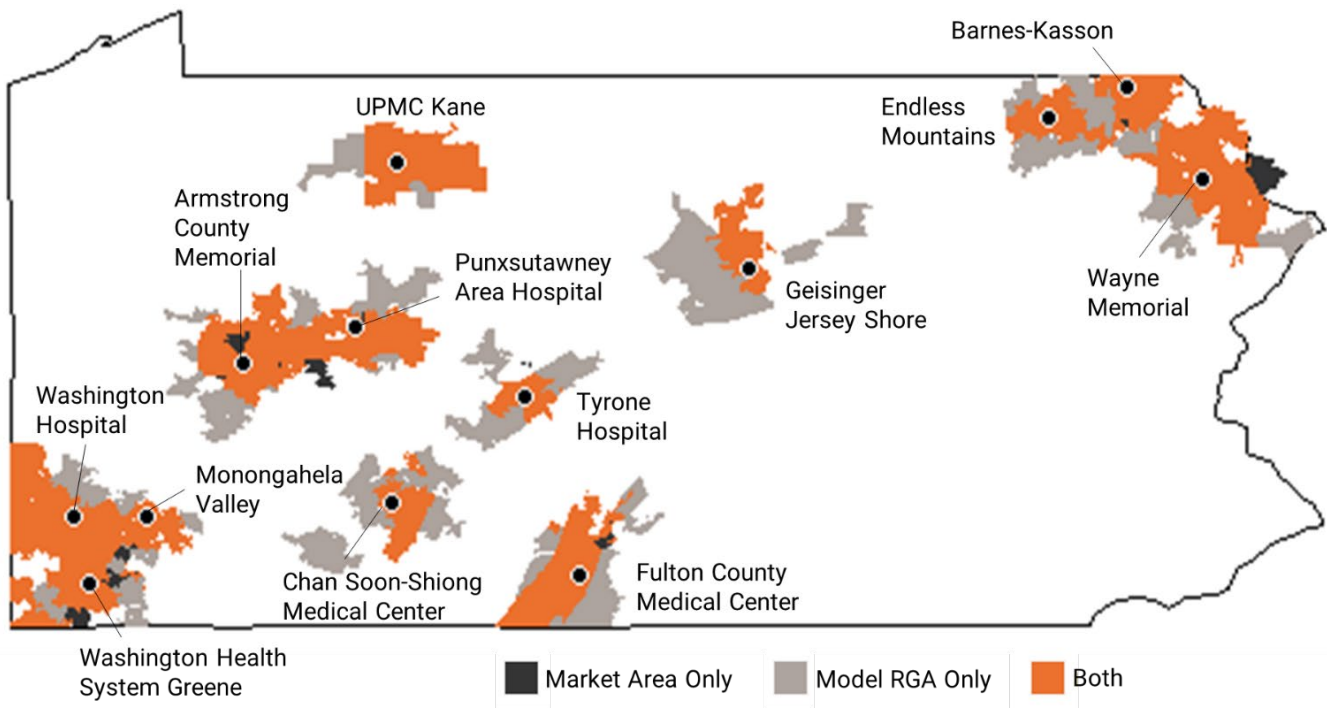 Barnes-Kasson
UPMC Kane
Endless
Mountains
Armstrong
County
Memorial
Punxsutawney
Area Hospital
Geisinger
Jersey Shore
Wayne
Memorial
Washington
Hospital
Tyrone
Hospital
Monongahela
Valley
Chan Soon-Shiong
Medical Center
Fulton County
Medical Center
Washington Health
System Greene
Market Area Only
Model RGA Only
Both